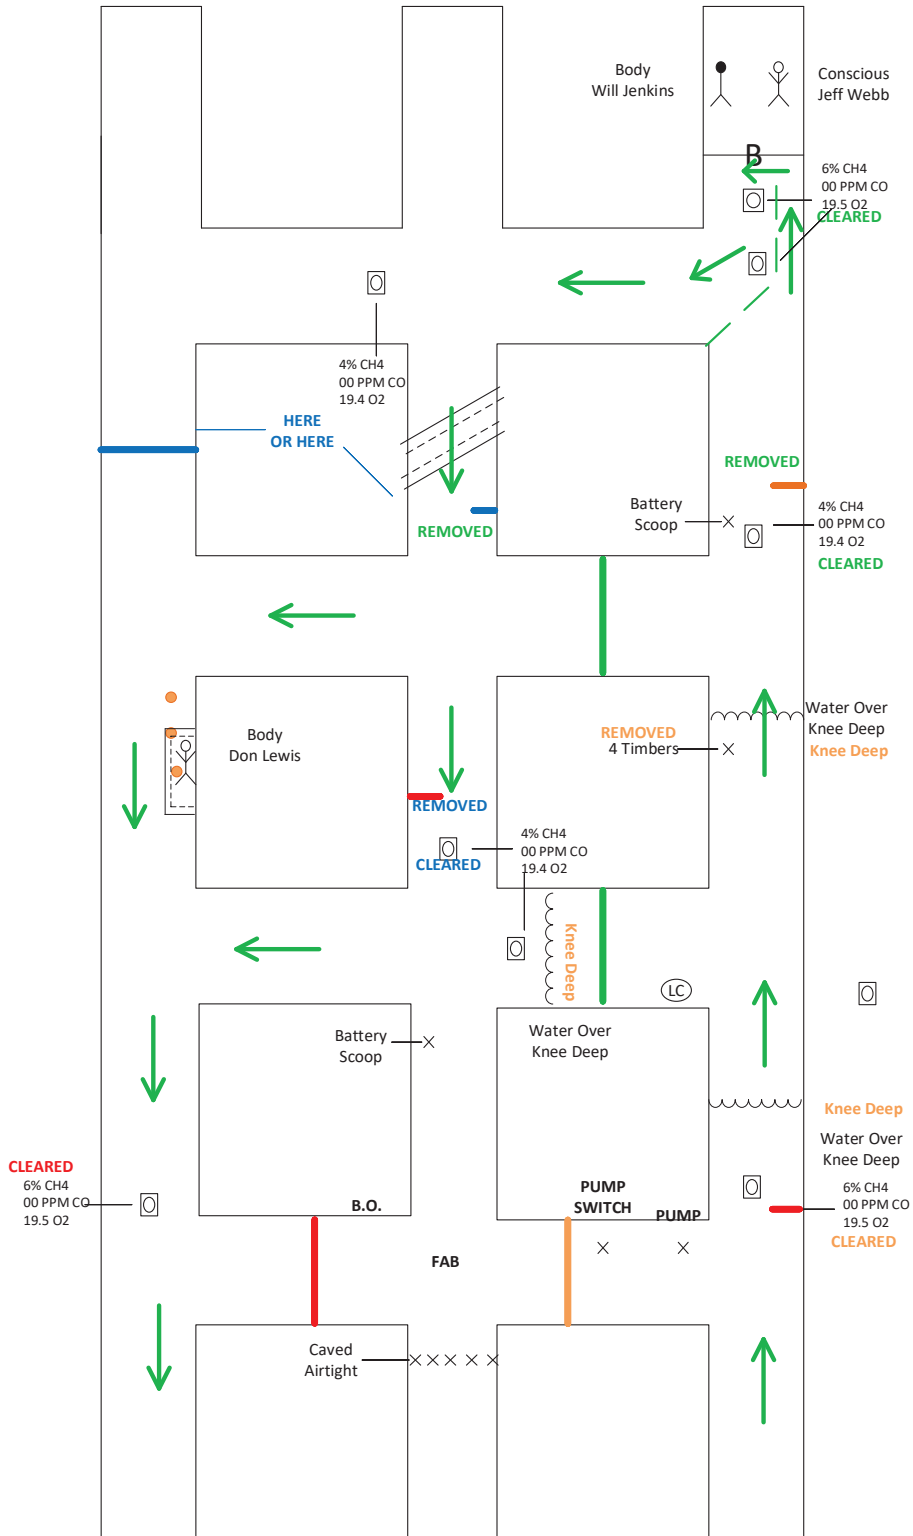 Body
Will Jenkins
Conscious
Jeff Webb
B
6% CH4
00 PPM CO
19.5 O2
CLEARED
4% CH4
00 PPM CO
19.4 O2
HERE
OR HERE
REMOVED
REMOVED
Battery
Scoop
4% CH4
00 PPM CO
19.4 O2
CLEARED
Body
Don Lewis
REMOVED
4 Timbers
Water Over
Knee Deep
Knee Deep
REMOVED
CLEARED
4% CH4
00 PPM CO
19.4 O2
Knee Deep
LC
Battery
Scoop
Water Over
Knee Deep
Knee Deep
Water Over
Knee Deep
CLEARED
6% CH4
00 PPM CO
19.5 O2
B.O.
PUMP
SWITCH
PUMP
6% CH4
00 PPM CO
19.5 O2
CLEARED
FAB
Caved
Airtight